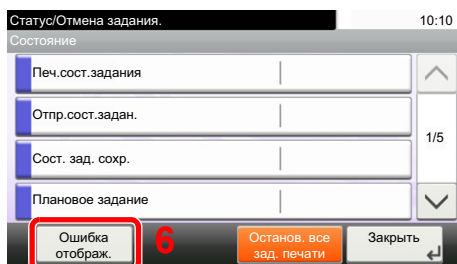 Статус/Отмена задания.
10:10
Состояние
Печ.сост.задания
Отпр.сост.задан.
1/5
Сост. зад. сохр.
Плановое задание
Ошибка
отображ.
6
Останов. все
зад. печати
Закрыть